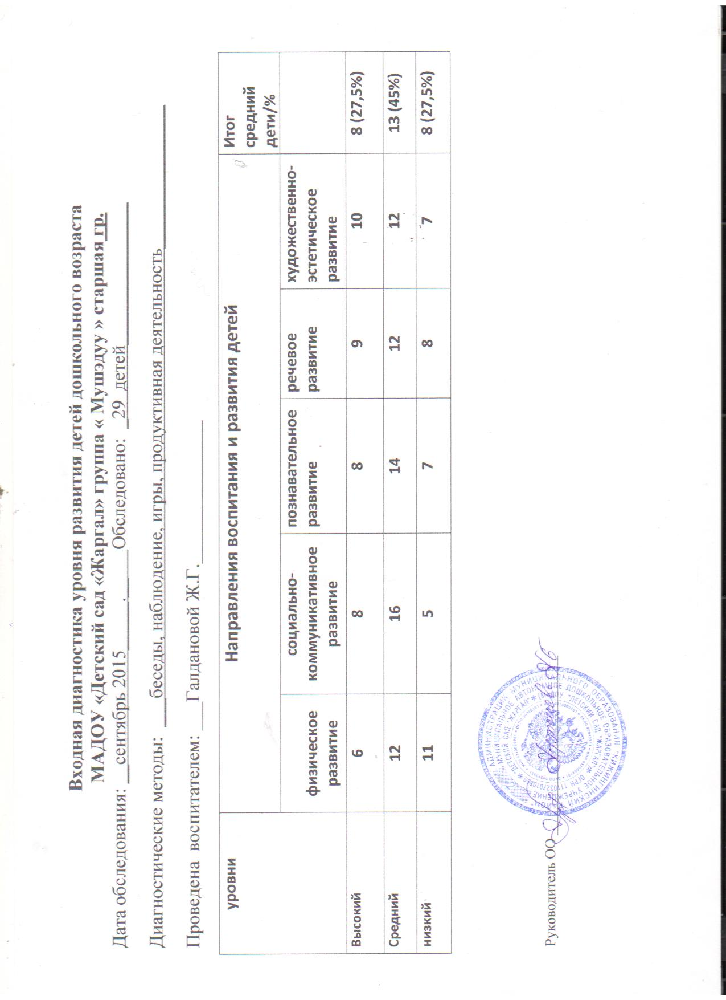 Входная диагностика уровня развития детей дошкольного возраста
МАДОУ «Детский сад «Жаргал» группа « Мушэдуу » старшая гр.
Дата обследования: сентябрь 2015 . Обследовано: 29 детей
Диагностические методы: беседы, наблюдение, игры, продуктивная деятельность
Проведена воспитателем: Галдановой Ж.Г.
уровни Направления воспитания и развития детей Итог средний дети/%
физическое развитие социально-коммуникативное развитие познавательное развитие речевое развитие художественно-эстетическое развитие
Высокий 6 8 8 9 10 8 (27,5%)
Средний 12 16 14 12 12 13 (45%)
низкий 11 5 7 8 7 8 (27,5%)
Руководитель ОО
АДМИНИСТРАЦИЯ МУНИЦИПАЛЬНОГО ОБРАЗОВАНИЯ "КИЖИНГИНСКИЙ РАЙОН"
МУНИЦИПАЛЬНОЕ АВТОНОМНОЕ ДОШКОЛЬНОЕ ОБРАЗОВАТЕЛЬНОЕ УЧРЕЖДЕНИЕ
"ДЕТСКИЙ САД "ЖАРГАЛ" * (МАДОУ "ДЕТСКИЙ САД "ЖАРГАЛ") * ОГРН